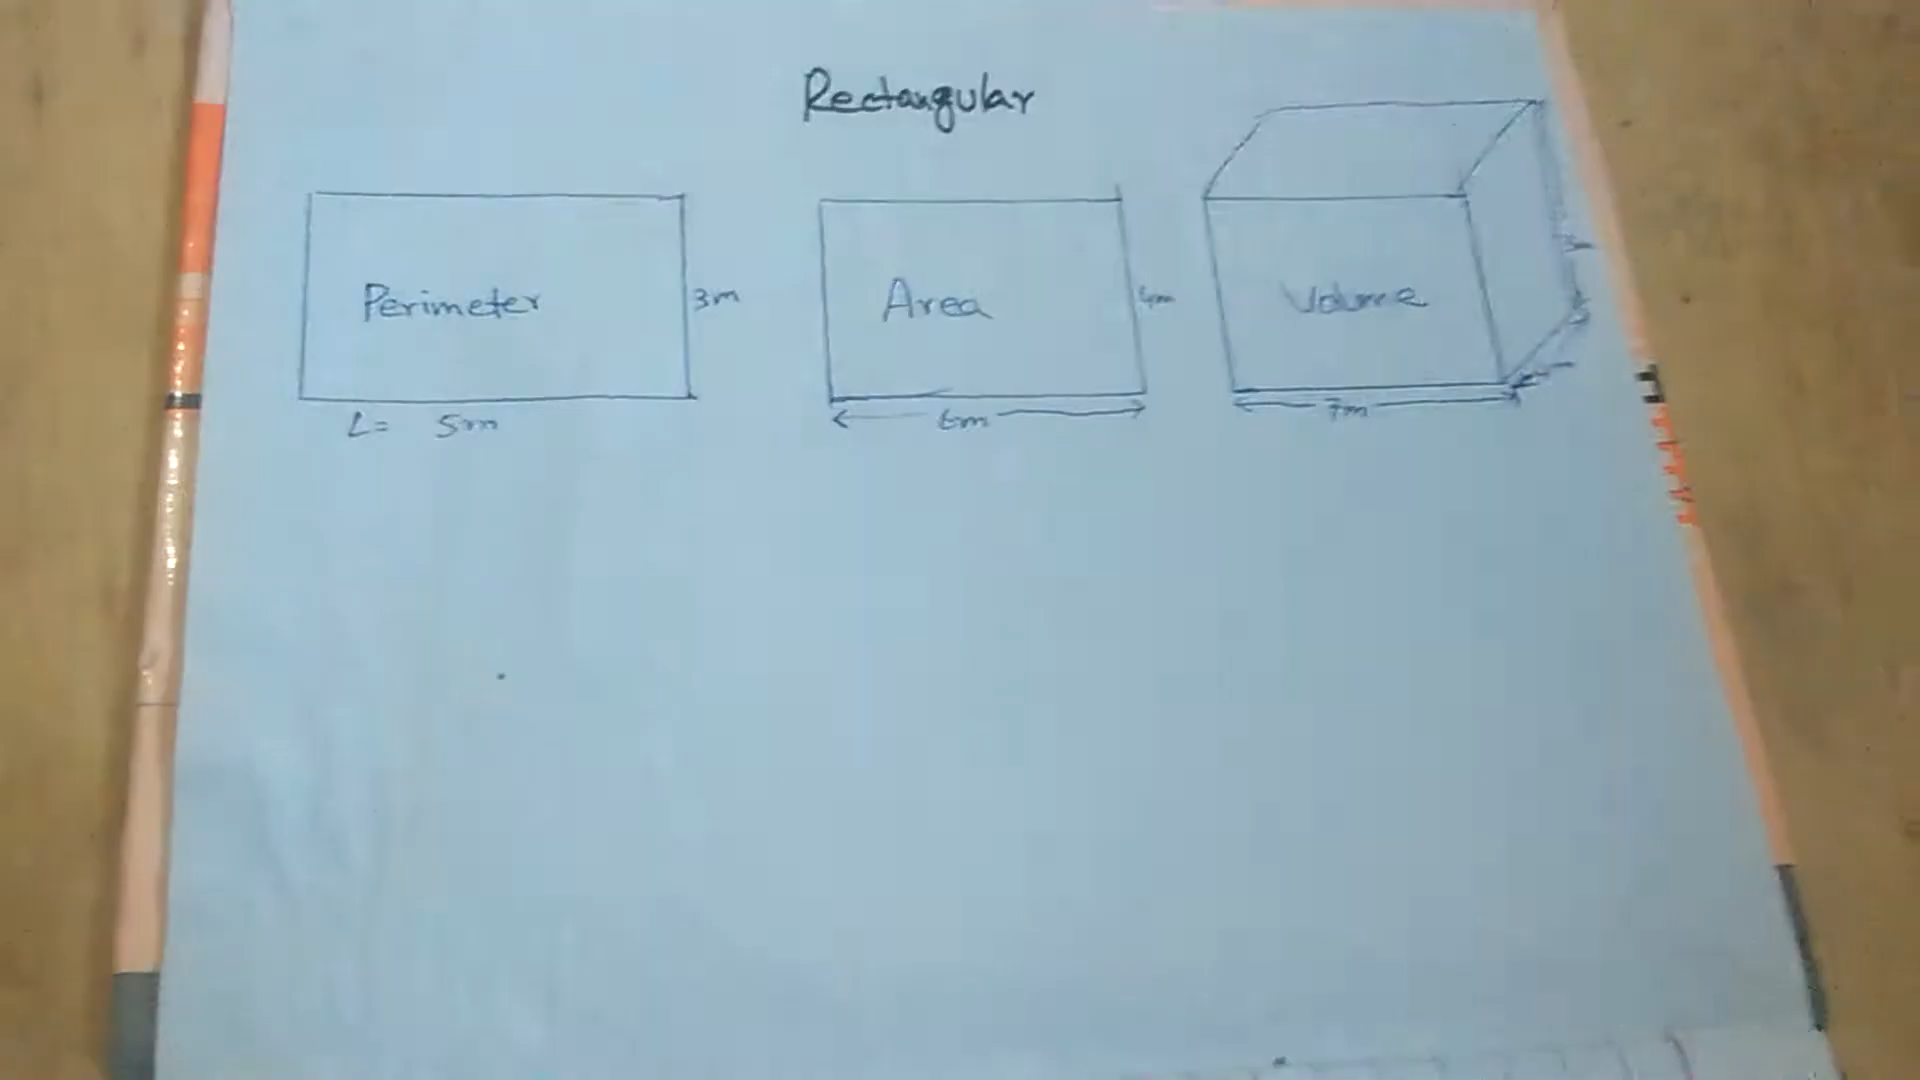 Rectangular
Perimeter
3m
L= 5m
Area
4m
6m
Volume
7m